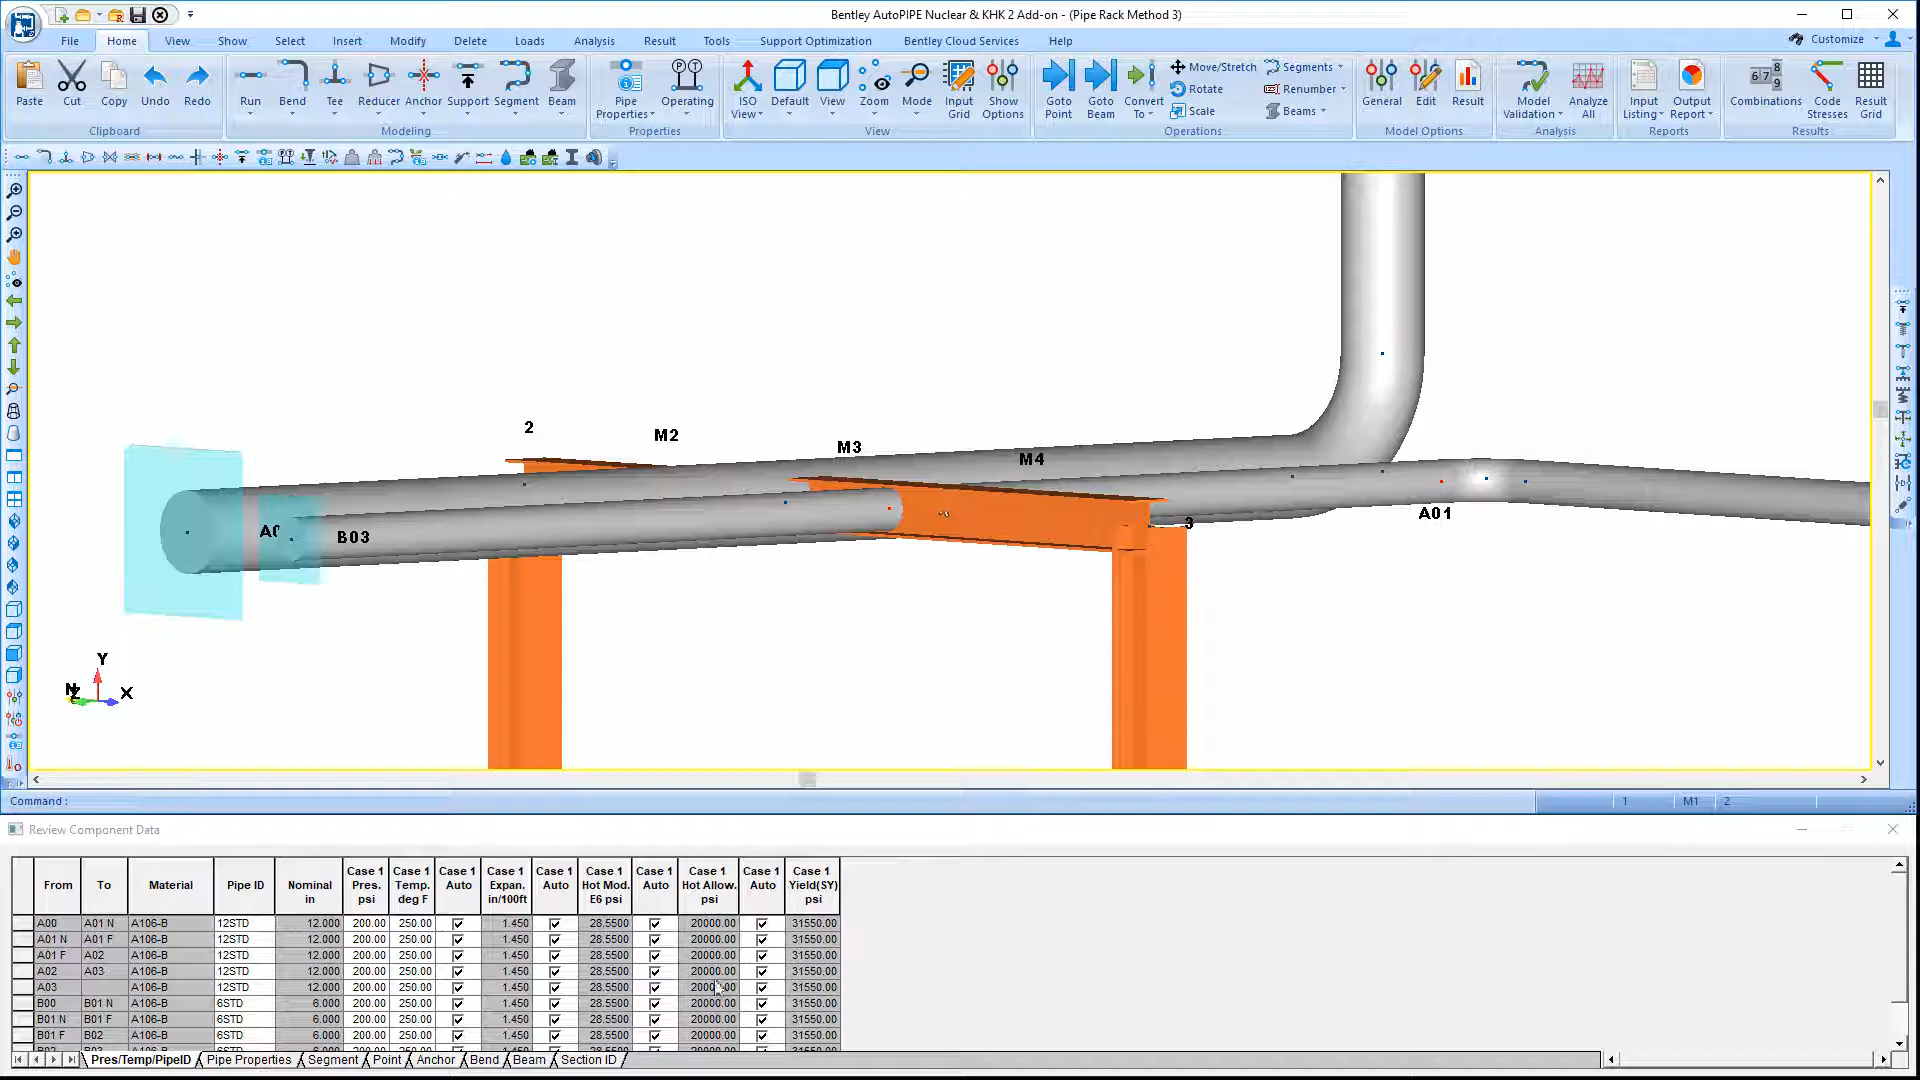 Bentley AutoPIPE Nuclear & KHK 2 Add-on - (Pipe Rack Method 3)
File Home View Show Select Insert Modify Delete Loads Analysis Result Tools Support Optimization Bentley Cloud Services Help Customize
Paste Cut Copy Undo Redo
Clipboard
Run Bend Tee Reducer Anchor Support Segment Beam
Modeling
Pipe Properties Operating
Properties
ISO View Default View Zoom Mode Input Grid Show Options
View
Goto Point Goto Beam Convert To Move/Stretch Rotate Scale Segments Renumber Beams
Operations
General Edit Result
Model Options
Model Validation Analyze All
Analysis
Input Listing Output Report
Reports
Combinations Code Stresses Result Grid
Results
2
M2
M3
M4
A01
3
B03
Y
X
Command :
1 M1 2
Review Component Data
From To Material Pipe ID Nominal in Case 1 Pres. psi Case 1 Temp. deg F Case 1 Auto Case 1 Expan. in/100ft Case 1 Auto Case 1 Hot Mod. E6 psi Case 1 Auto Case 1 Hot Allow. psi Case 1 Auto Case 1 Yield(SY) psi
A00 A01 N A106-B 12STD 12.000 200.00 250.00 1.450 28.5500 20000.00 31550.00
A01 N A01 F A106-B 12STD 12.000 200.00 250.00 1.450 28.5500 20000.00 31550.00
A01 F A02 A106-B 12STD 12.000 200.00 250.00 1.450 28.5500 20000.00 31550.00
A02 A03 A106-B 12STD 12.000 200.00 250.00 1.450 28.5500 20000.00 31550.00
A03 A106-B 12STD 12.000 200.00 250.00 1.450 28.5500 20000.00 31550.00
B00 B01 N A106-B 6STD 6.000 200.00 250.00 1.450 28.5500 20000.00 31550.00
B01 N B01 F A106-B 6STD 6.000 200.00 250.00 1.450 28.5500 20000.00 31550.00
B01 F B02 A106-B 6STD 6.000 200.00 250.00 1.450 28.5500 20000.00 31550.00
Pres/Temp/PipeID Pipe Properties Segment Point Anchor Bend Beam Section ID